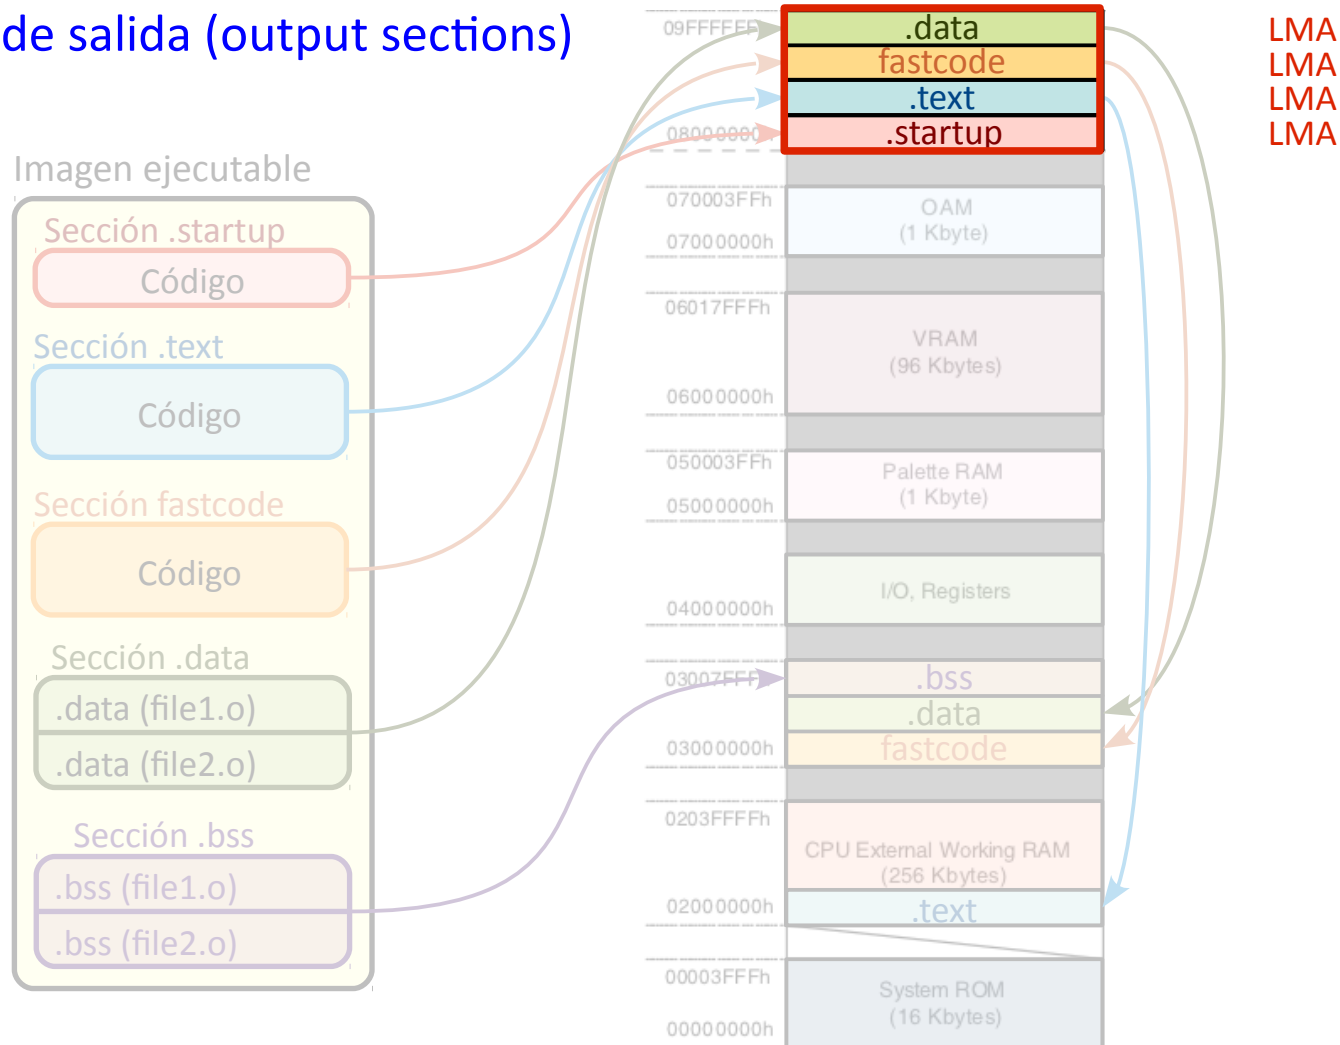 de salida (output sections)
Imagen ejecutable
Sección .startup
Código
Sección .text
Código
Sección fastcode
Código
Sección .data
.data (file1.o)
.data (file2.o)
Sección .bss
.bss (file1.o)
.bss (file2.o)
.data
LMA
fastcode
LMA
.text
LMA
08000000h
.startup
LMA
070003FFh
OAM
(1 Kbyte)
07000000h
06017FFFh
VRAM
(96 Kbytes)
06000000h
050003FFh
Palette RAM
(1 Kbyte)
05000000h
I/O, Registers
04000000h
.bss
.data
03000000h
fastcode
0203FFFFh
CPU External Working RAM
(256 Kbytes)
02000000h
.text
00003FFFh
System ROM
(16 Kbytes)
00000000h